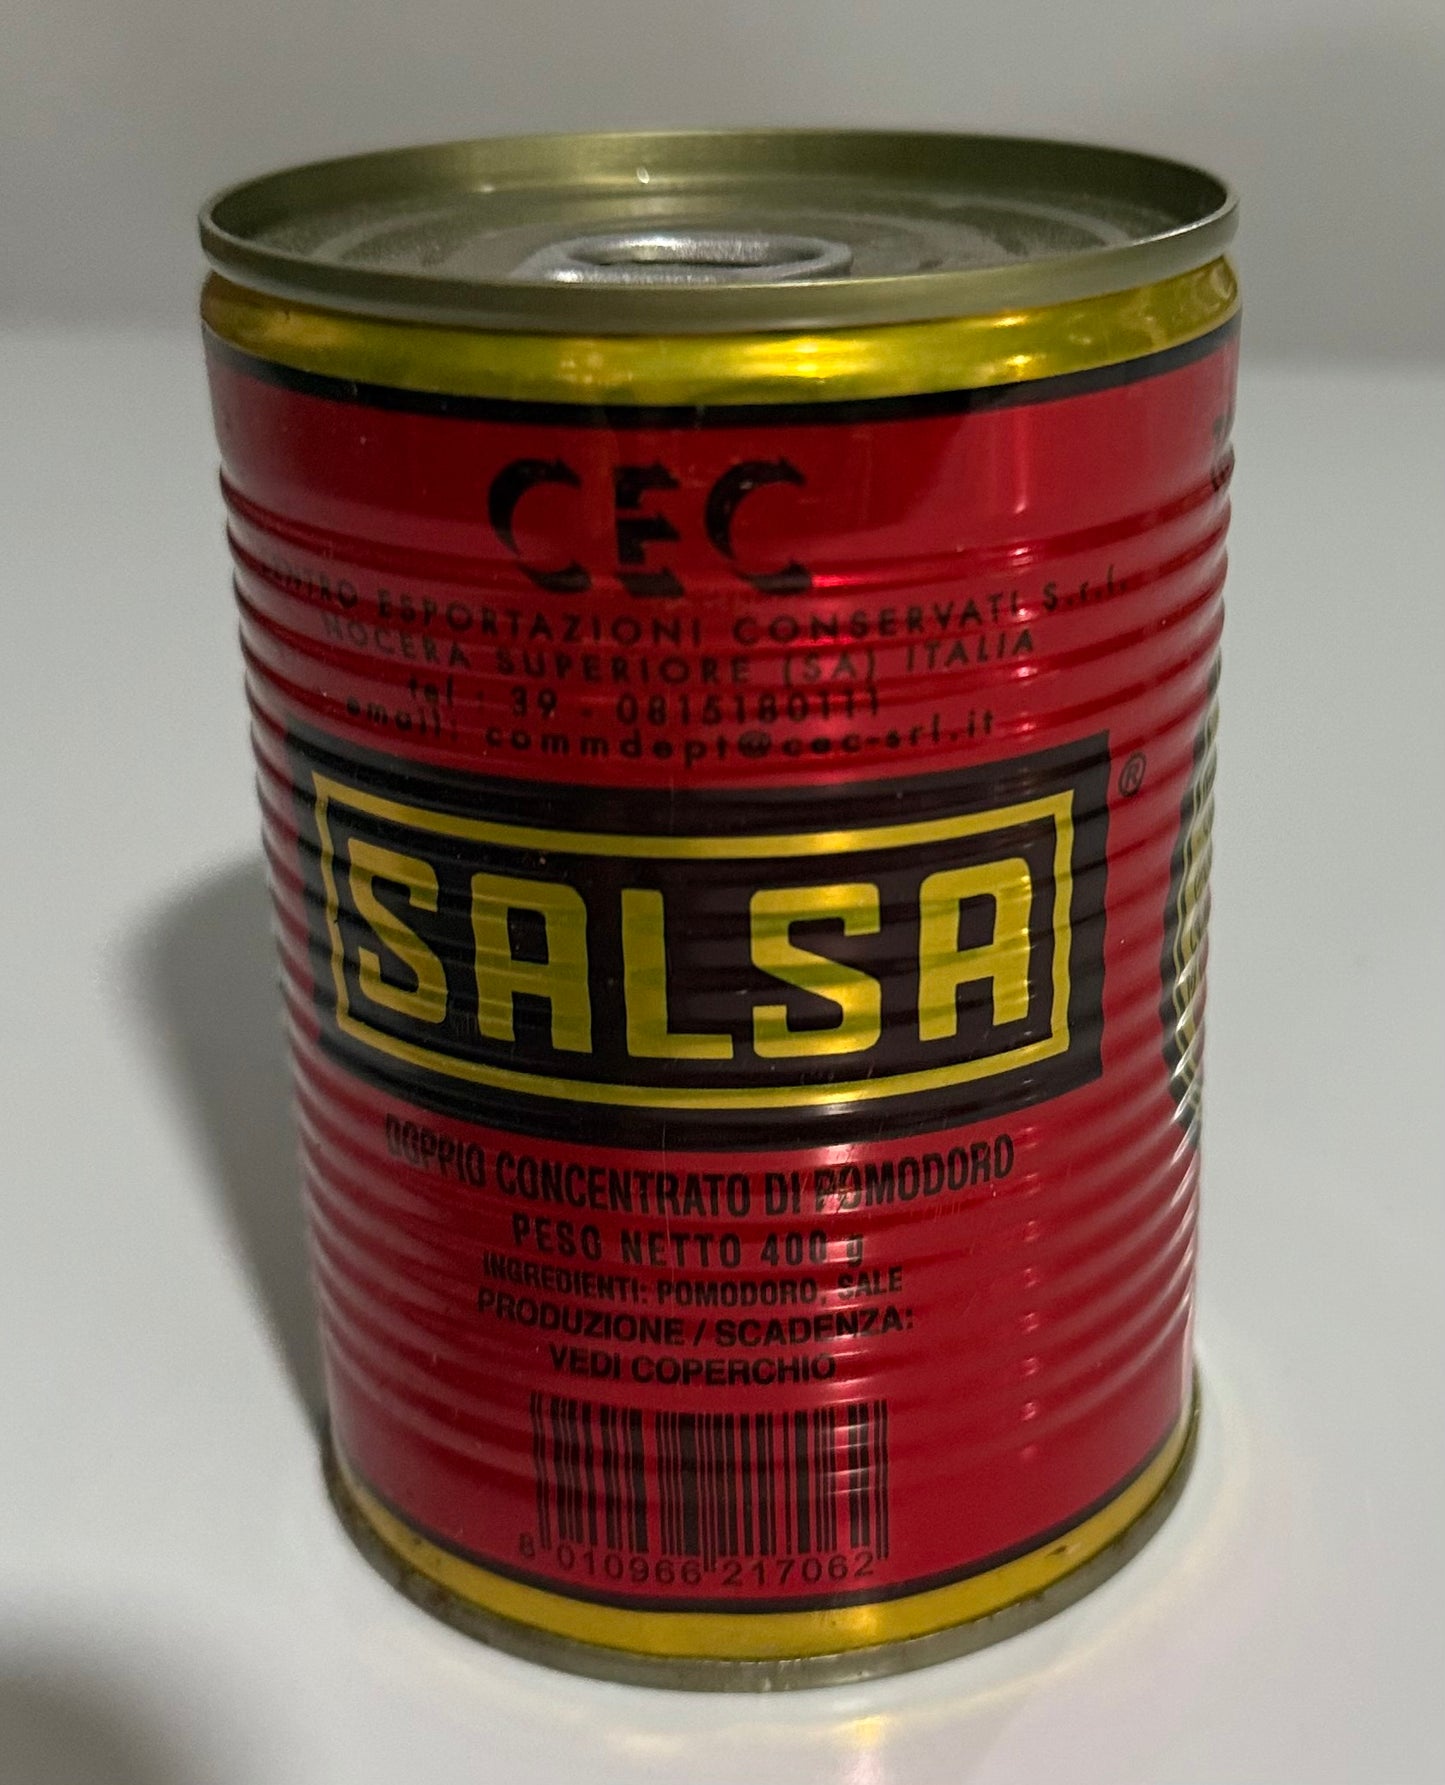 CEC
CENTRO ESPORTAZIONI CONSERVATI S.r.l.
NOCERA SUPERIORE (SA) ITALIA
tel : 39 - 0815180111
email: commdept@cec-srl.it
SALSA®
DOPPIO CONCENTRATO DI POMODORO
PESO NETTO 400 g
INGREDIENTI: POMODORO, SALE
PRODUZIONE / SCADENZA:
VEDI COPERCHIO
8 010966 217062